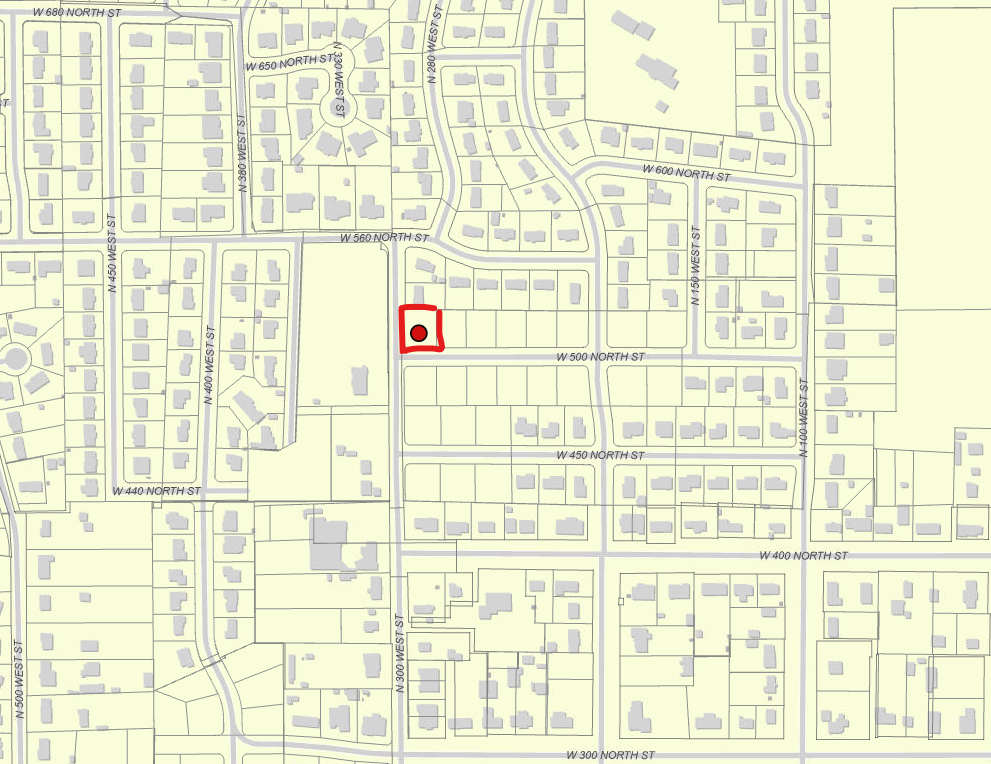 W 680 NORTH ST
N 280 WEST ST
W 650 NORTH ST
N 330 WEST ST
CT
N 380 WEST ST
W 600 NORTH ST
W 560 NORTH ST
N 450 WEST ST
N 150 WEST ST
N 400 WEST ST
W 500 NORTH ST
N 100 WEST ST
W 450 NORTH ST
W 440 NORTH ST
W 400 NORTH ST
N 300 WEST ST
N 500 WEST ST
W 300 NORTH ST